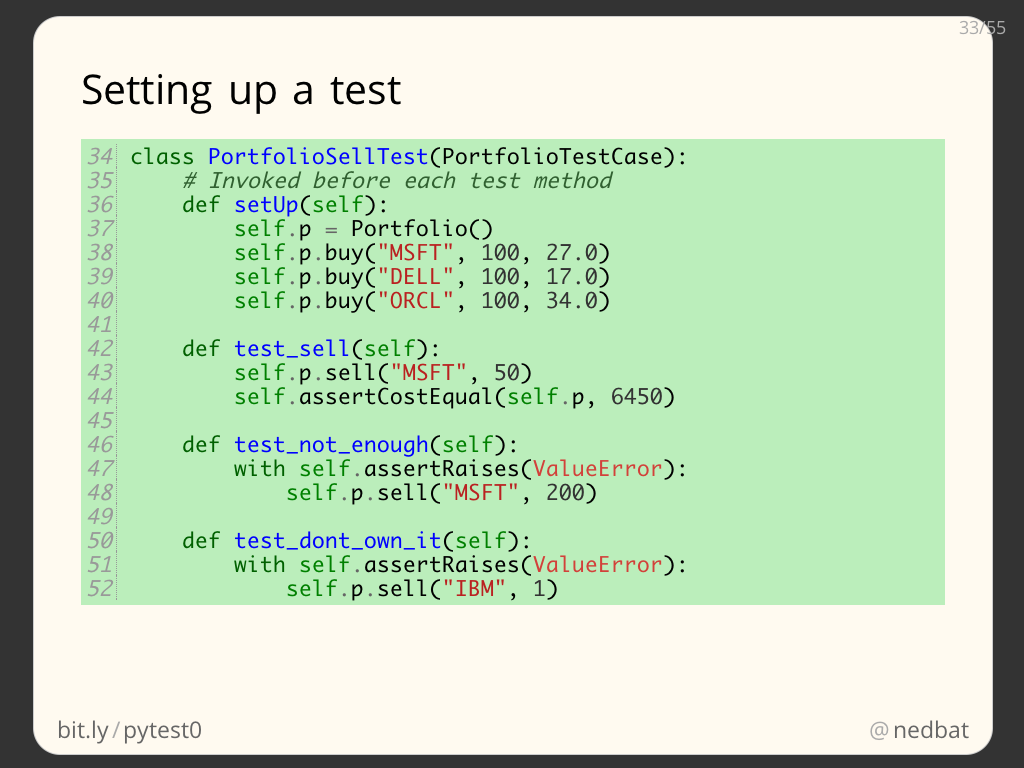 33/55
Setting up a test
34 class PortfolioSellTest(PortfolioTestCase):
35     # Invoked before each test method
36     def setUp(self):
37         self.p = Portfolio()
38         self.p.buy("MSFT", 100, 27.0)
39         self.p.buy("DELL", 100, 17.0)
40         self.p.buy("ORCL", 100, 34.0)
41
42     def test_sell(self):
43         self.p.sell("MSFT", 50)
44         self.assertCostEqual(self.p, 6450)
45
46     def test_not_enough(self):
47         with self.assertRaises(ValueError):
48             self.p.sell("MSFT", 200)
49
50     def test_dont_own_it(self):
51         with self.assertRaises(ValueError):
52             self.p.sell("IBM", 1)
bit.ly/pytest0
@nedbat